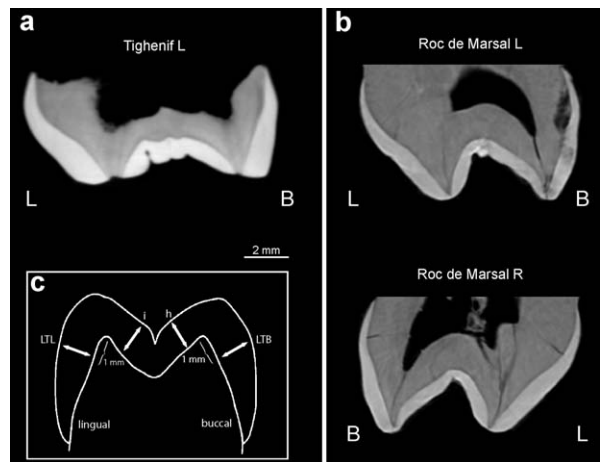 a
Tighenif L
L
B
2 mm
c
i
h
LTL
LTB
1 mm
1 mm
lingual
buccal
b
Roc de Marsal L
L
B
Roc de Marsal R
B
L